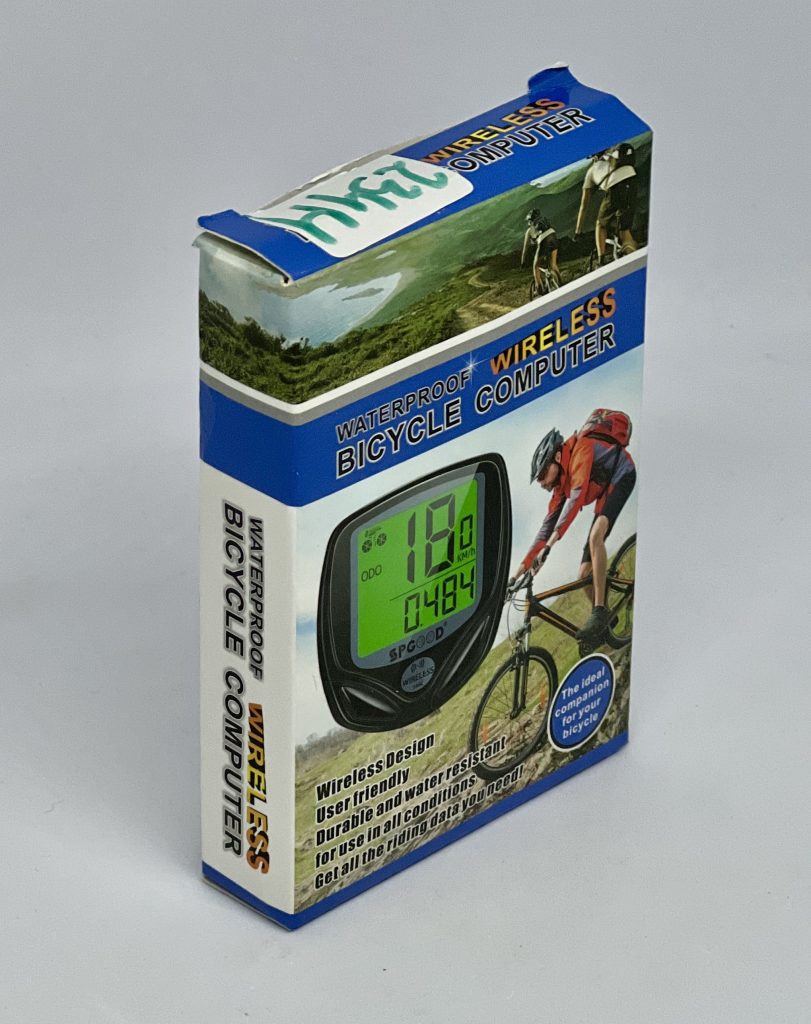 2344
WIRELESS
COMPUTER
WATERPROOF WIRELESS
BICYCLE COMPUTER
18.0
KM/h
ODO
0.484
SPGOOD
WIRELESS
The ideal
companion
for your
bicycle
Wireless Design
User friendly
Durable and water resistant
for use in all conditions
Get all the riding data you need!
WATERPROOF WIRELESS
BICYCLE COMPUTER